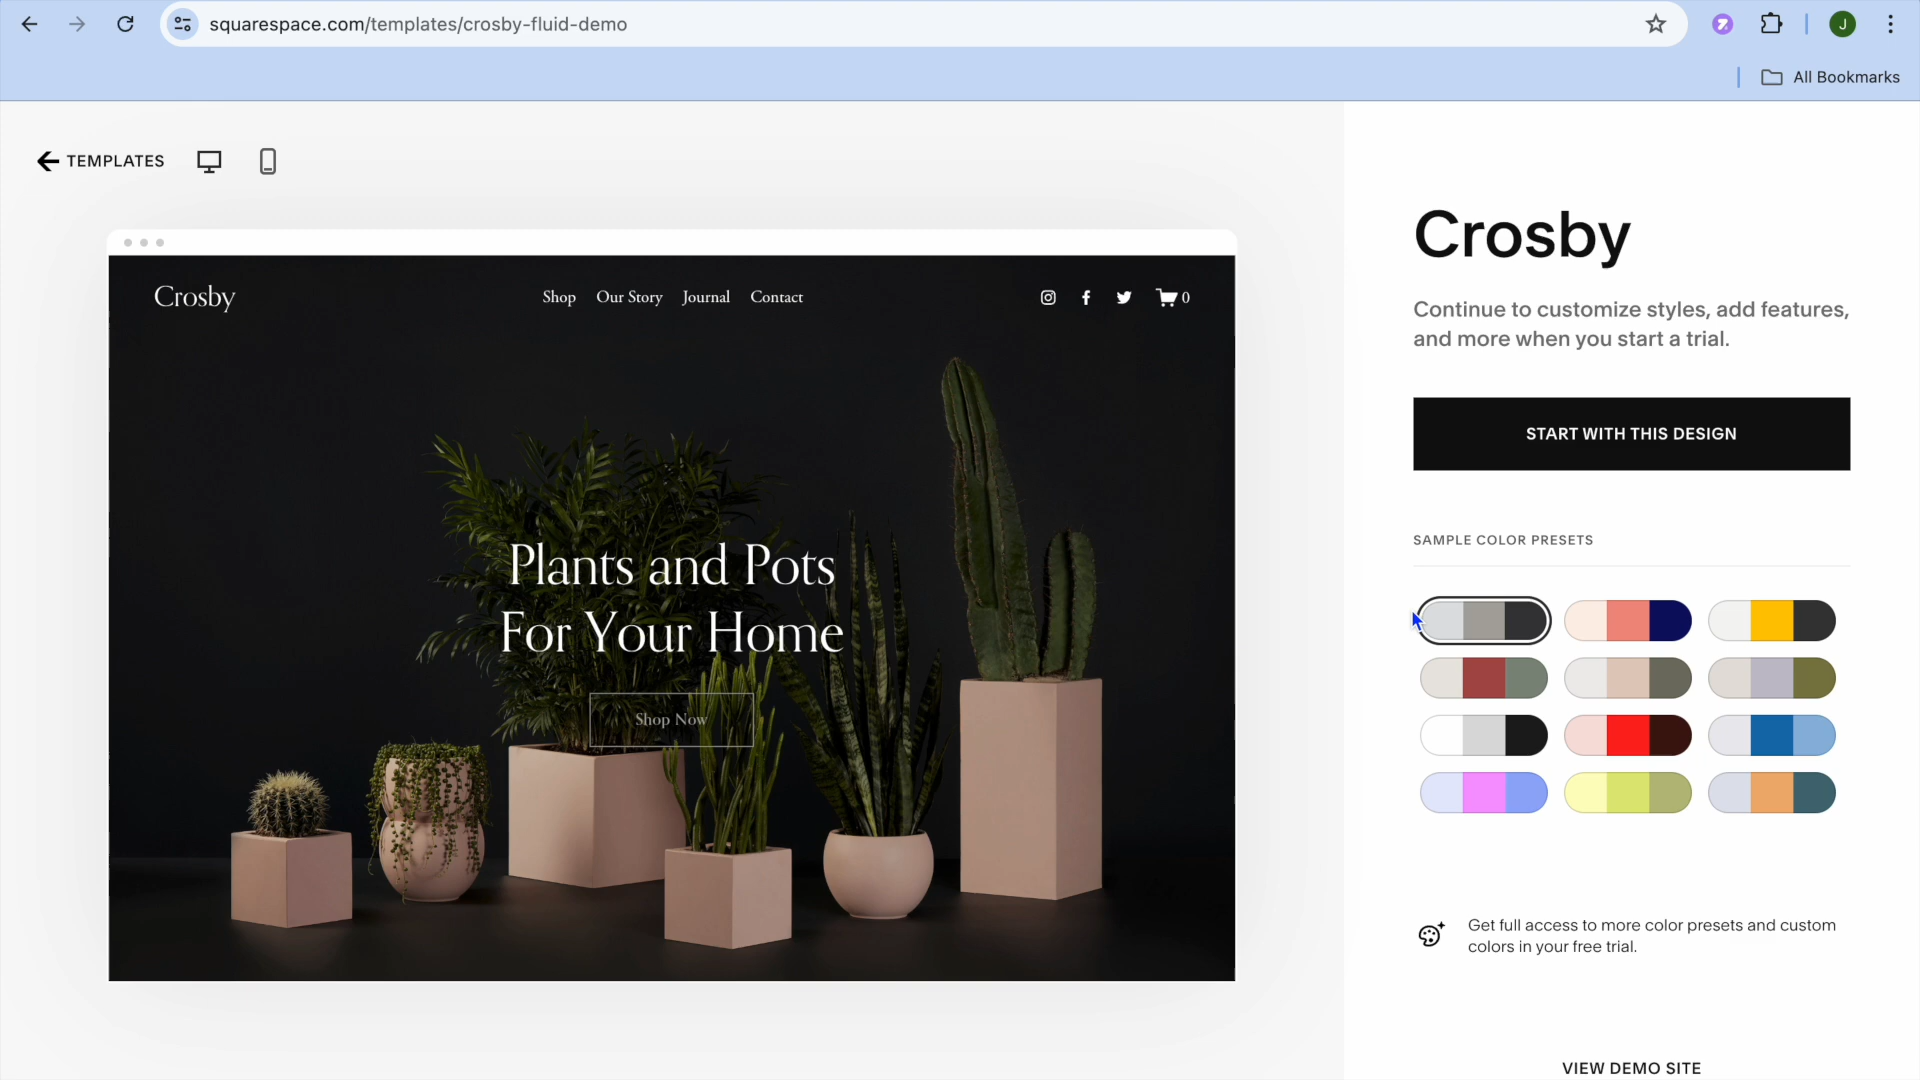 squarespace.com/templates/crosby-fluid-demo
J
All Bookmarks
TEMPLATES
Crosby
Shop Our Story Journal Contact
0
Plants and Pots
For Your Home
Shop Now
Crosby
Continue to customize styles, add features,
and more when you start a trial.
START WITH THIS DESIGN
SAMPLE COLOR PRESETS
Get full access to more color presets and custom
colors in your free trial.
VIEW DEMO SITE